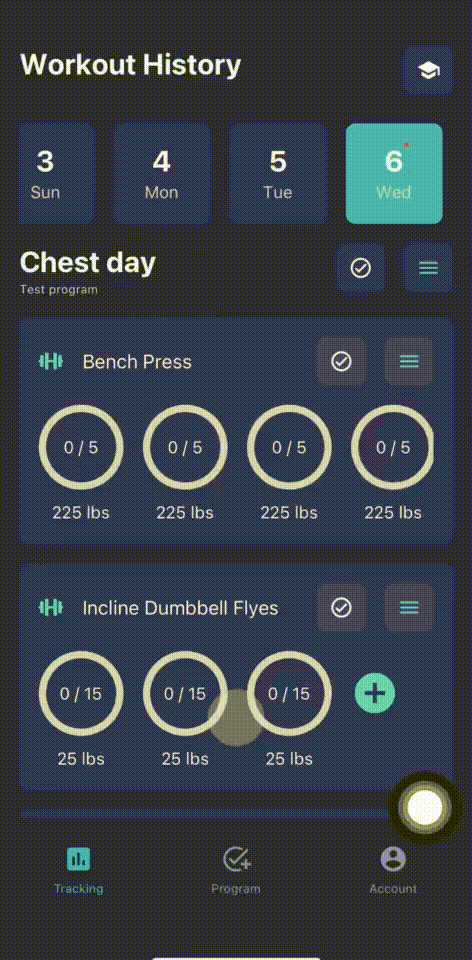 Workout History
3
Sun
4
Mon
5
Tue
6
Wed
Chest day
Test program
Bench Press
0 / 5
0 / 5
0 / 5
0 / 5
225 lbs
225 lbs
225 lbs
225 lbs
Incline Dumbbell Flyes
0 / 15
0 / 15
0 / 15
25 lbs
25 lbs
25 lbs
Tracking
Program
Account